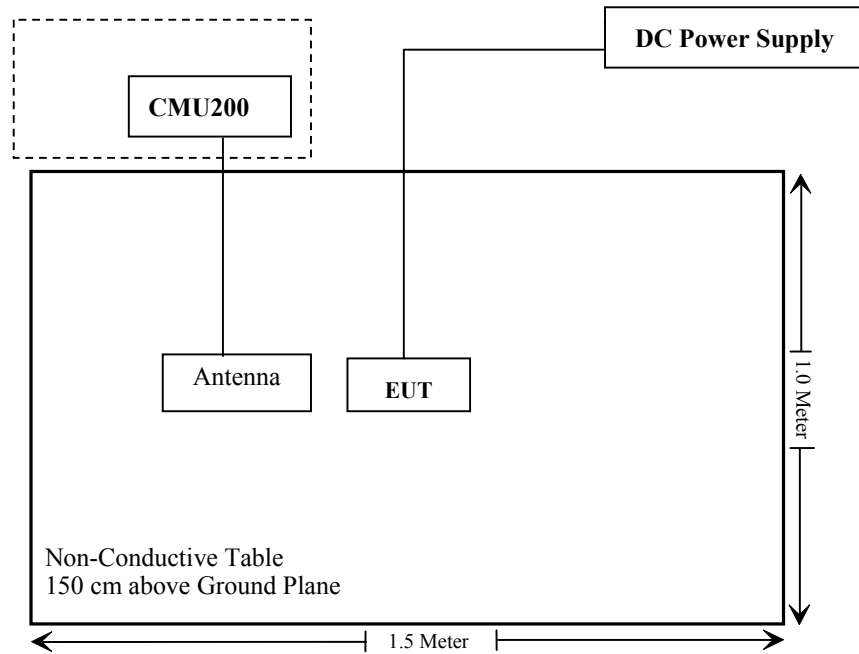 DC Power Supply
CMU200
Antenna
EUT
1.0 Meter
Non-Conductive Table
150 cm above Ground Plane
1.5 Meter